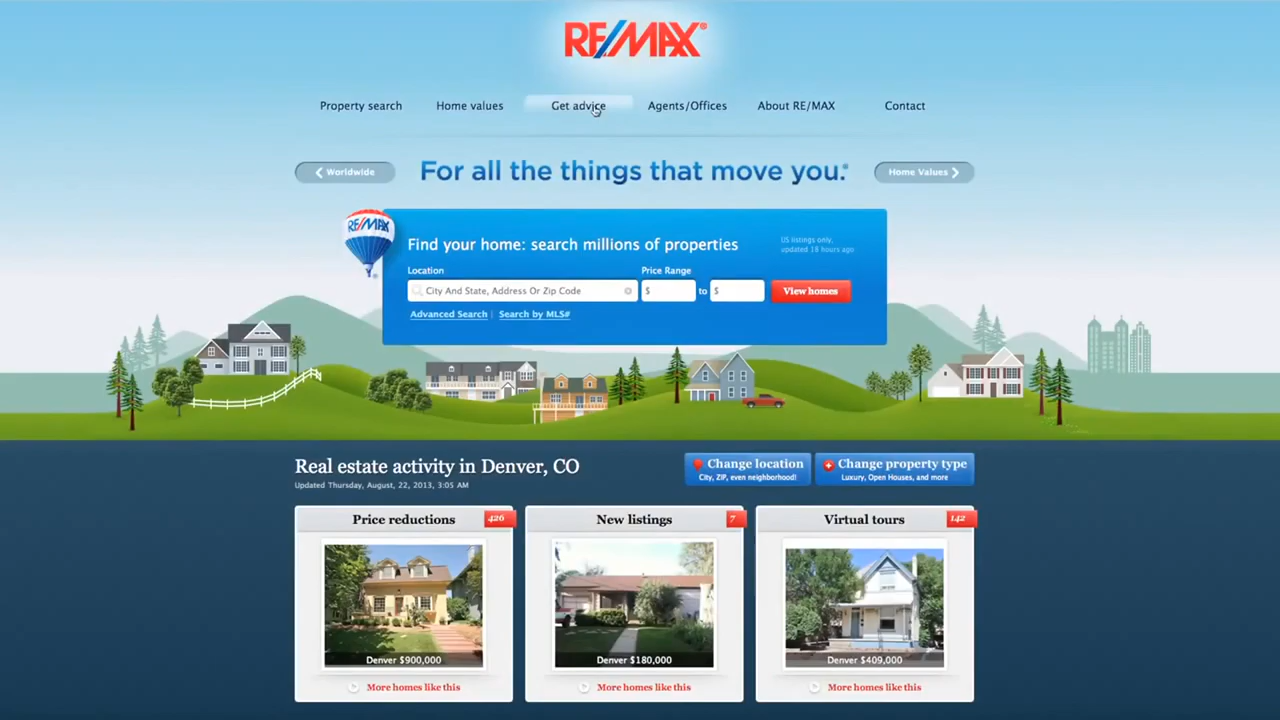 RE/MAX®
Property search
Home values
Get advice
Agents/Offices
About RE/MAX
Contact
Worldwide
For all the things that move you.®
Home Values
RE/MAX
Find your home: search millions of properties
US listings only,
updated 18 hours ago
Location
Price Range
City And State, Address Or Zip Code
$
to
$
View homes
Advanced Search | Search by MLS#
Real estate activity in Denver, CO
Updated Thursday, August, 22, 2013, 3:05 AM
Change location
City, ZIP, even neighborhood!
Change property type
Luxury, Open Houses, and more
Price reductions
426
New listings
7
Virtual tours
142
Denver $900,000
Denver $180,000
Denver $409,000
More homes like this
More homes like this
More homes like this